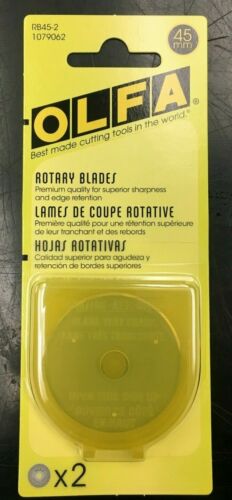 RB45-2
1079062
45
mm
OLFA
Best made cutting tools in the world.®
ROTARY BLADES
Premium quality for superior sharpness
and edge retention
LAMES DE COUPE ROTATIVE
Première qualité pour une rétention supérieure
de leur tranchant et des rebords
HOJAS ROTATIVAS
Calidad superior para agudeza y
retención de bordes superiores
x2